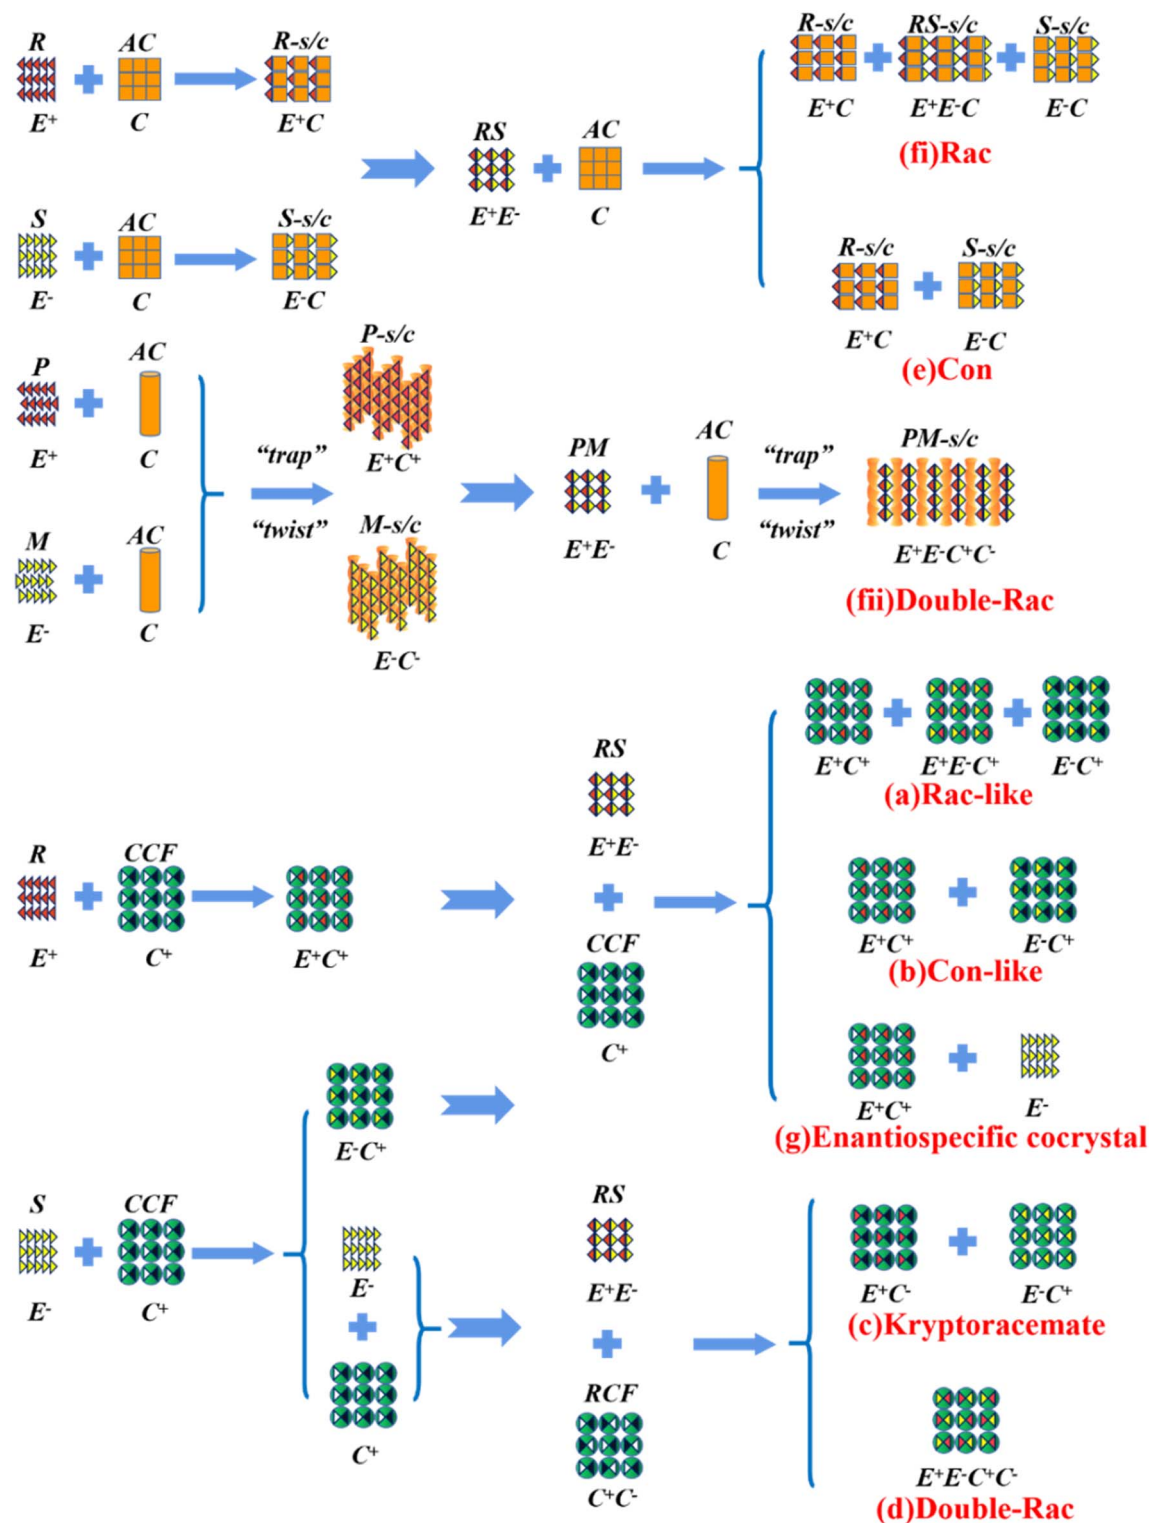 R AC R-s/c
E+ C E+C
S AC S-s/c
E- C E-C
RS AC
E+E- C
R-s/c RS-s/c S-s/c
E+C E+E-C E-C
(fi)Rac
R-s/c S-s/c
E+C E-C
(e)Con
P AC
E+ C
M AC
E- C
“trap”
“twist”
P-s/c
E+C+
M-s/c
E-C-
PM AC
E+E- C
“trap”
“twist”
PM-s/c
E+E-C+C-
(fii)Double-Rac
R CCF
E+ C+ E+C+
RS
E+E-
CCF
C+
E+C+ E+E-C+ E-C+
(a)Rac-like
E+C+ E-C+
(b)Con-like
E+C+ E-
(g)Enantiospecific cocrystal
S CCF
E- C+
E-C+
E-
C+
RS
E+E-
RCF
C+C-
E+C- E-C+
(c)Kryptoracemate
E+E-C+C-
(d)Double-Rac